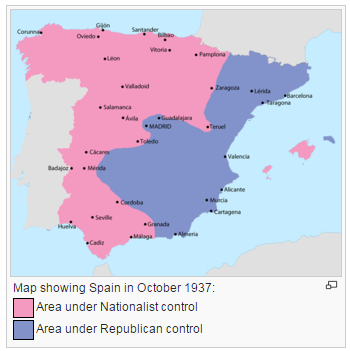 Gijón
Santander
Corunna
Oviedo
Bilbao
Vitoria
Pamplona
Léon
Zaragoza
Lérida
Barcelona
Tarragona
Valladolid
Salamanca
Ávila
Guadalajara
MADRID
Teruel
Toledo
Cáceres
Valencia
Badajoz
Mérida
Alicante
Cordoba
Murcia
Cartagena
Seville
Huelva
Granada
Almeria
Málaga
Cadiz
Map showing Spain in October 1937:
Area under Nationalist control
Area under Republican control